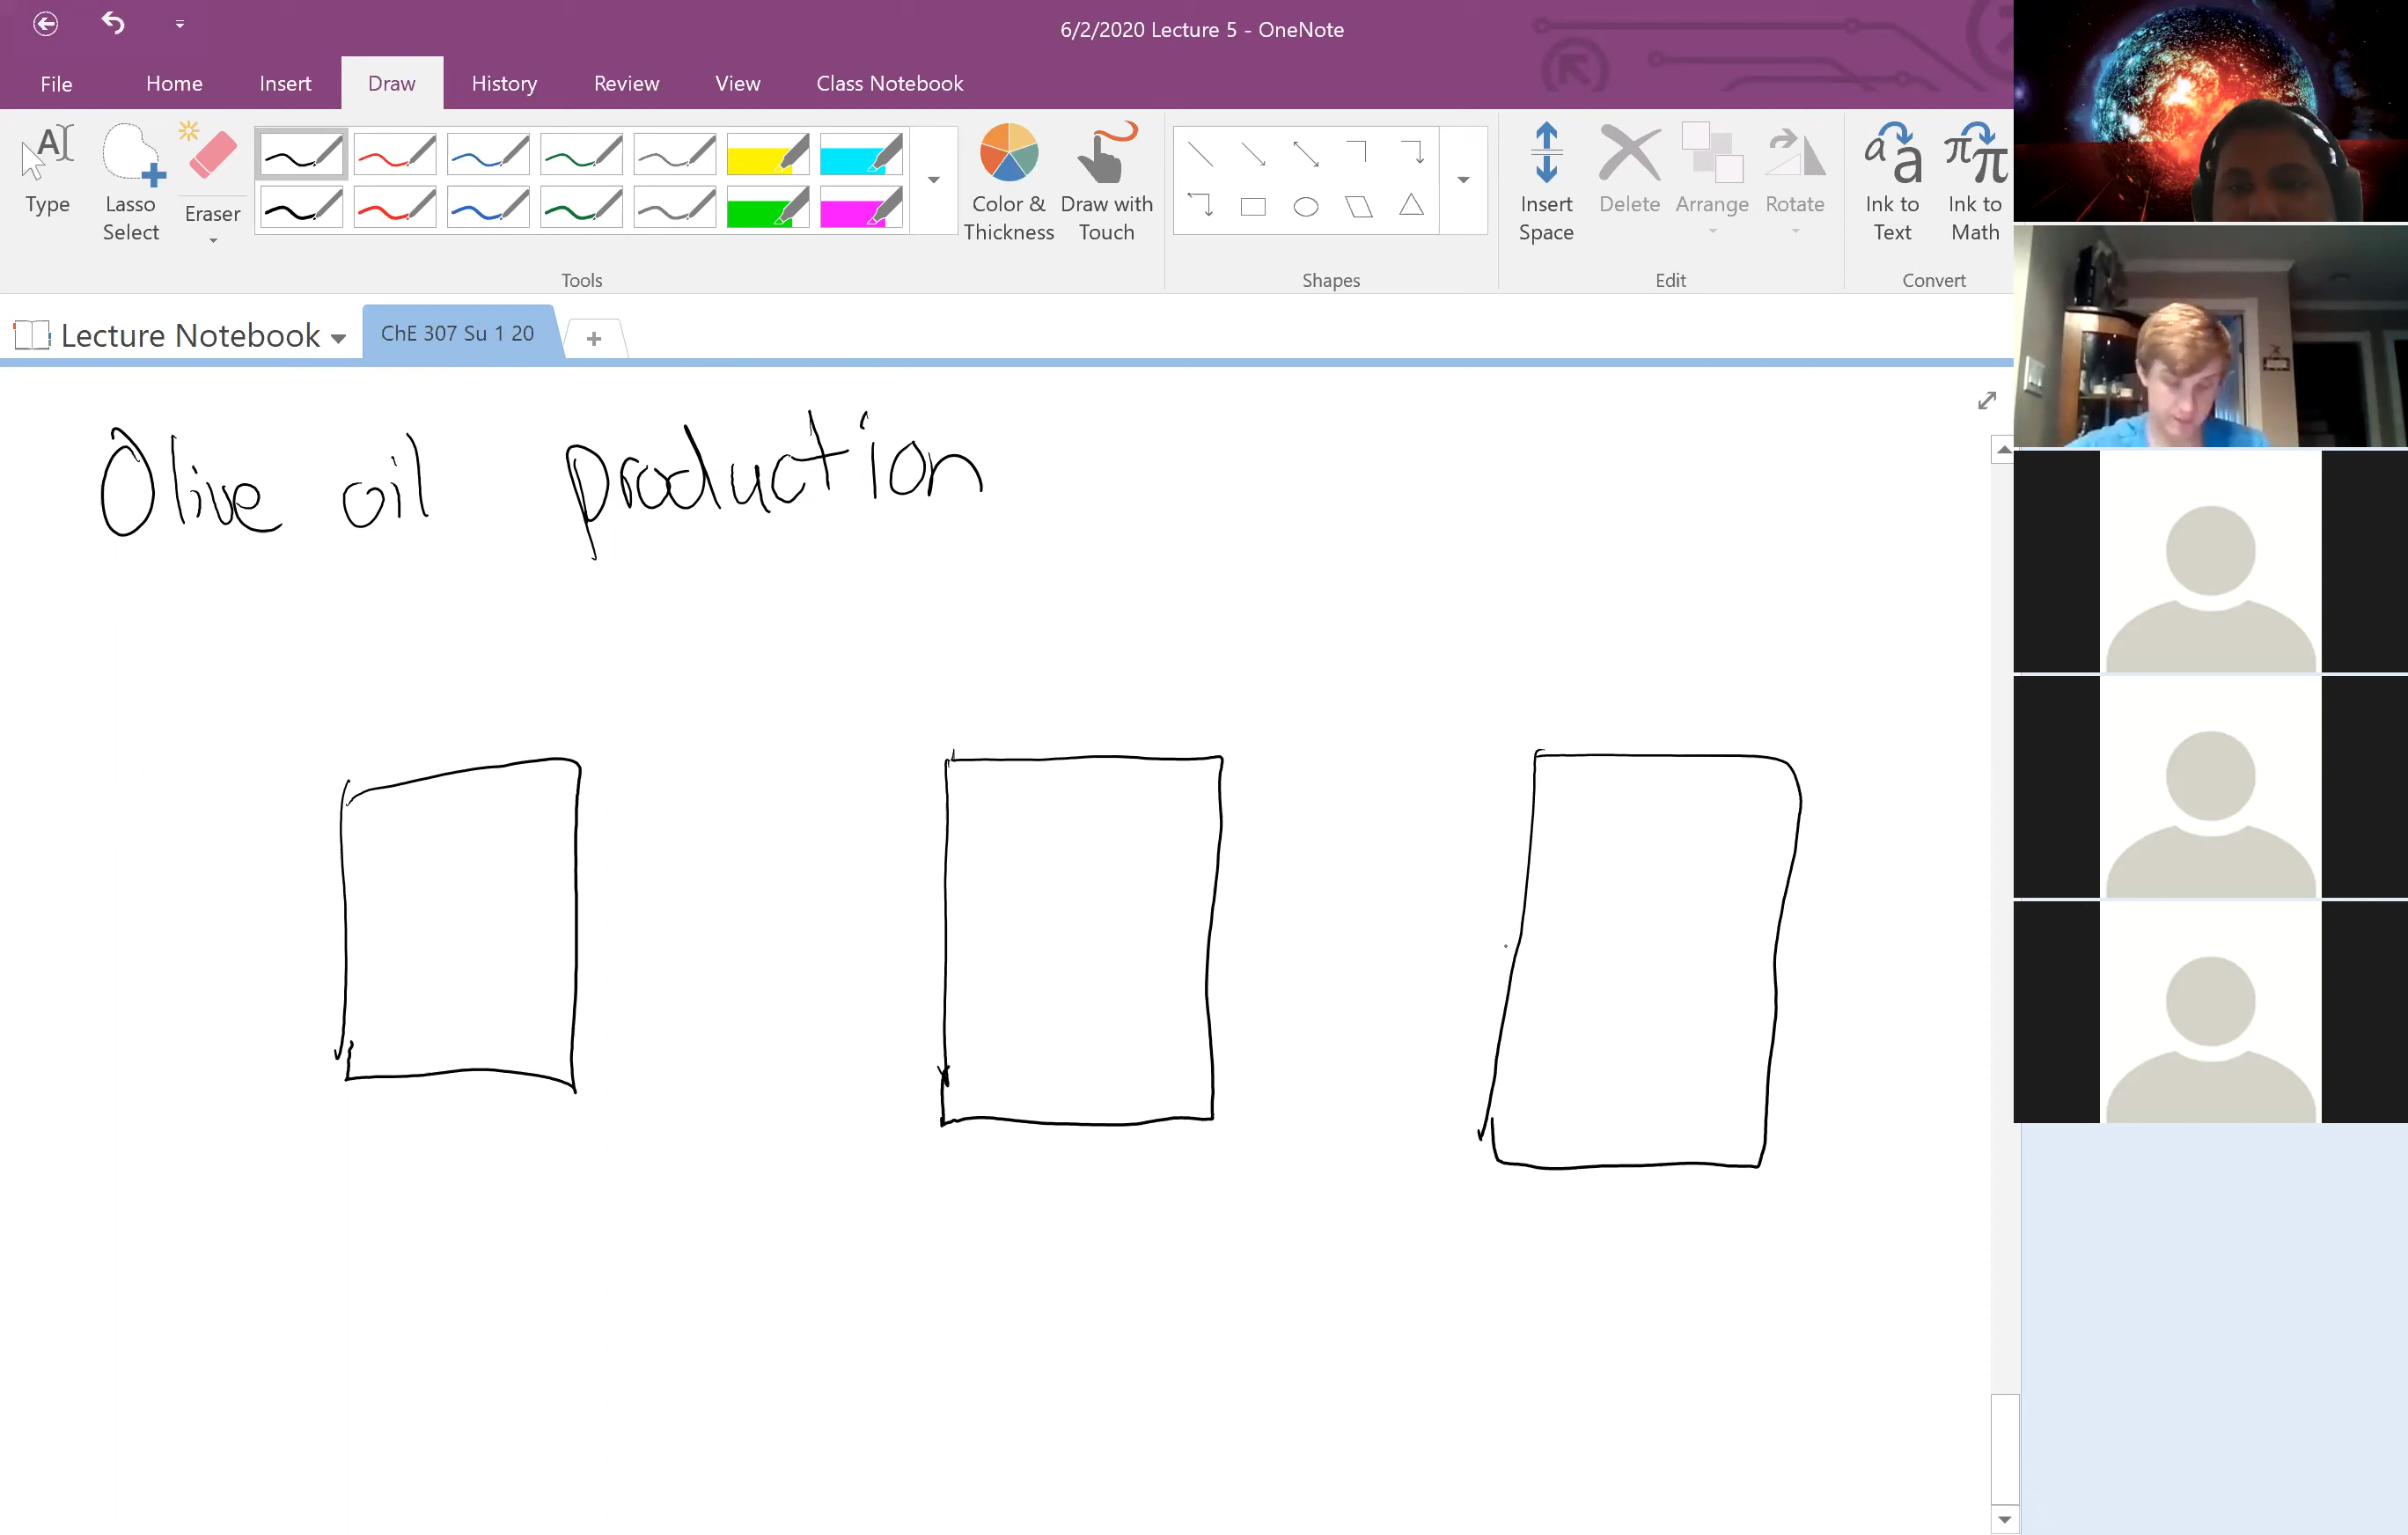 6/2/2020 Lecture 5 - OneNote
File Home Insert Draw History Review View Class Notebook
Type
Lasso Select
Eraser
Color & Thickness
Draw with Touch
Insert Space
Delete
Arrange
Rotate
Ink to Text
Ink to Math
Tools Shapes Edit Convert
Lecture Notebook ChE 307 Su 1 20
Olive oil production